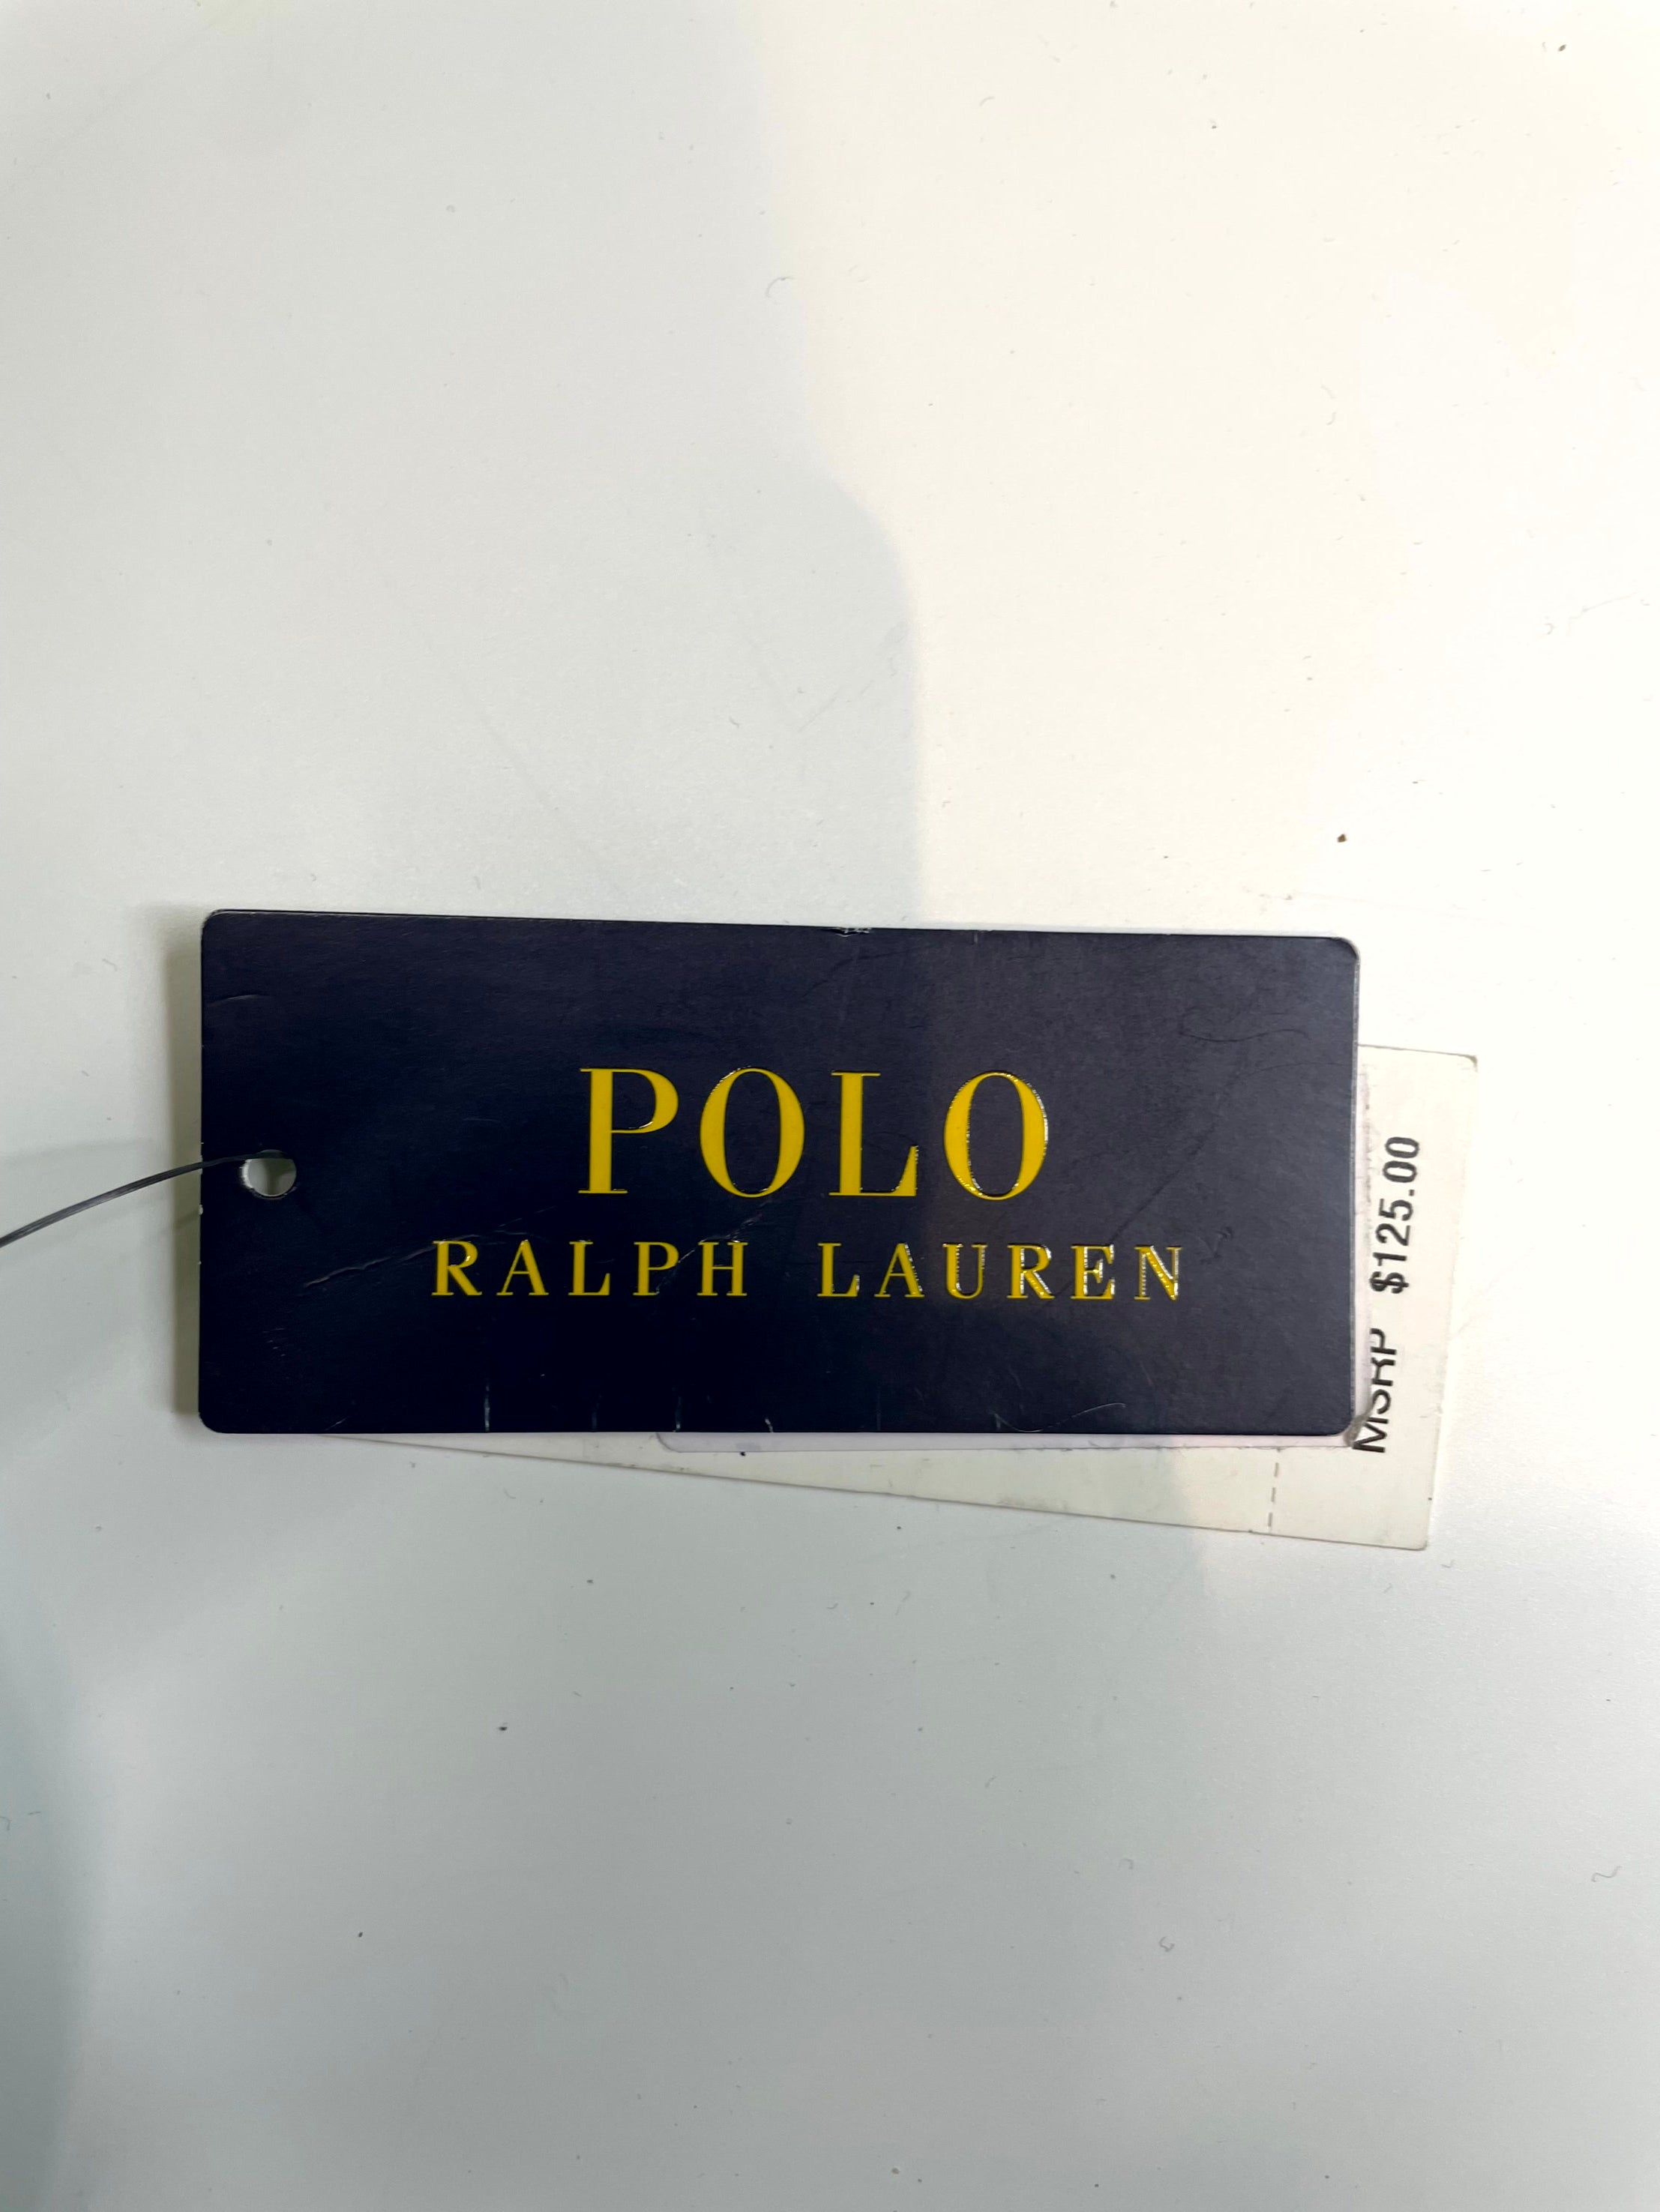 POLO
RALPH LAUREN
MSRP $125.00